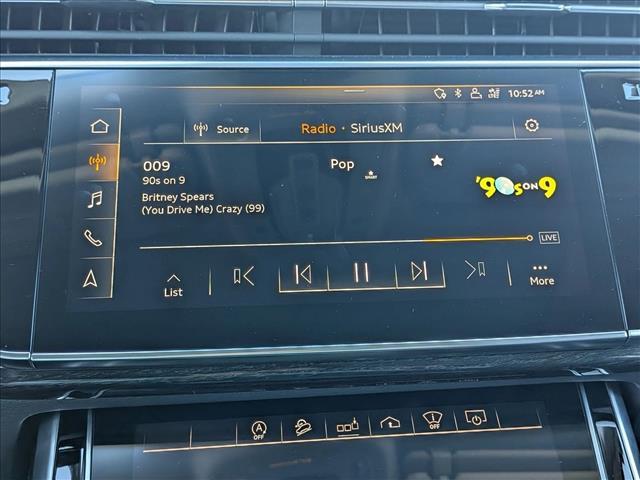 10:52 AM
Source
Radio · SiriusXM
009
Pop
90s on 9
SMART
'90s ON 9
Britney Spears
(You Drive Me) Crazy (99)
LIVE
List
More
A
OFF
OFF